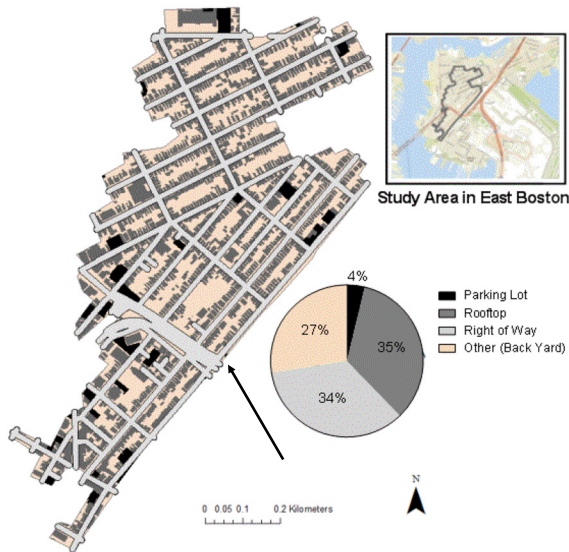 Study Area in East Boston
4%
35%
34%
27%
Parking Lot
Rooftop
Right of Way
Other (Back Yard)
N
0 0.05 0.1 0.2 Kilometers